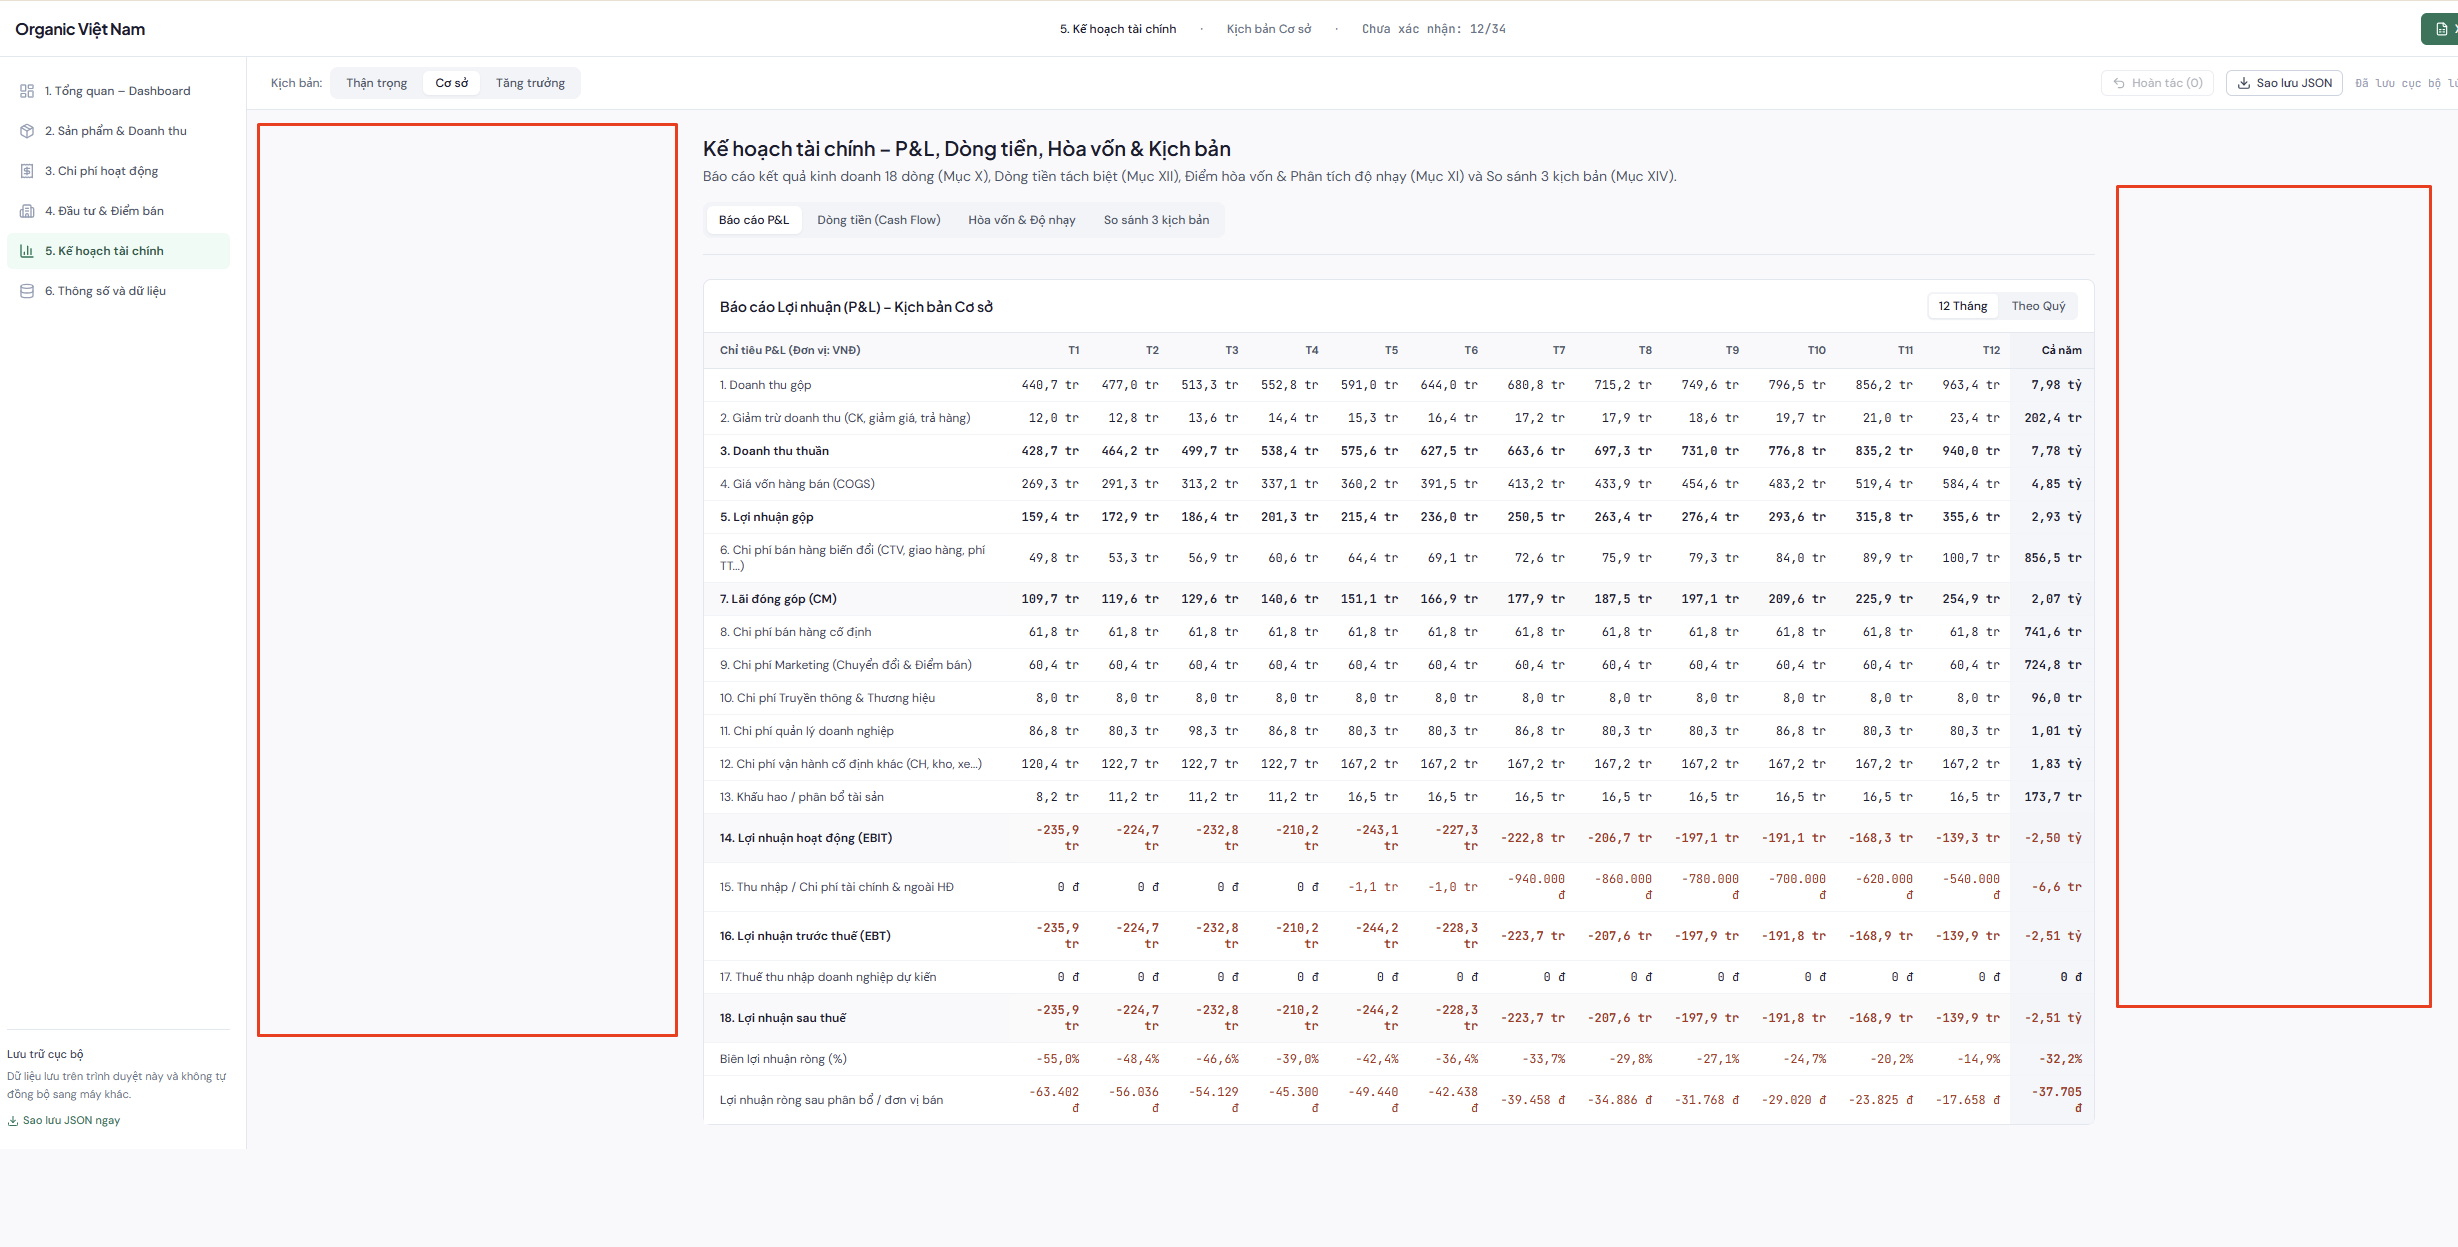 Organic Việt Nam
5. Kế hoạch tài chính · Kịch bản Cơ sở · Chưa xác nhận: 12/34
1. Tổng quan – Dashboard
2. Sản phẩm & Doanh thu
3. Chi phí hoạt động
4. Đầu tư & Điểm bán
5. Kế hoạch tài chính
6. Thông số và dữ liệu
Lưu trữ cục bộ
Dữ liệu lưu trên trình duyệt này và không tự
đồng bộ sang máy khác.
Sao lưu JSON ngay
Kịch bản: Thận trọng Cơ sở Tăng trưởng
Hoàn tác (0) Sao lưu JSON Đã lưu cục bộ
Kế hoạch tài chính – P&L, Dòng tiền, Hòa vốn & Kịch bản
Báo cáo kết quả kinh doanh 18 dòng (Mục X), Dòng tiền tách biệt (Mục XII), Điểm hòa vốn & Phân tích độ nhạy (Mục XI) và So sánh 3 kịch bản (Mục XIV).
Báo cáo P&L Dòng tiền (Cash Flow) Hòa vốn & Độ nhạy So sánh 3 kịch bản
Báo cáo Lợi nhuận (P&L) – Kịch bản Cơ sở 12 Tháng Theo Quý
Chỉ tiêu P&L (Đơn vị: VNĐ) T1 T2 T3 T4 T5 T6 T7 T8 T9 T10 T11 T12 Cả năm
1. Doanh thu gộp 440,7 tr 477,0 tr 513,3 tr 552,8 tr 591,0 tr 644,0 tr 680,8 tr 715,2 tr 749,6 tr 796,5 tr 856,2 tr 963,4 tr 7,98 tỷ
2. Giảm trừ doanh thu (CK, giảm giá, trả hàng) 12,0 tr 12,8 tr 13,6 tr 14,4 tr 15,3 tr 16,4 tr 17,2 tr 17,9 tr 18,6 tr 19,7 tr 21,0 tr 23,4 tr 202,4 tr
3. Doanh thu thuần 428,7 tr 464,2 tr 499,7 tr 538,4 tr 575,6 tr 627,5 tr 663,6 tr 697,3 tr 731,0 tr 776,8 tr 835,2 tr 940,0 tr 7,78 tỷ
4. Giá vốn hàng bán (COGS) 269,3 tr 291,3 tr 313,2 tr 337,1 tr 360,2 tr 391,5 tr 413,2 tr 433,9 tr 454,6 tr 483,2 tr 519,4 tr 584,4 tr 4,85 tỷ
5. Lợi nhuận gộp 159,4 tr 172,9 tr 186,4 tr 201,3 tr 215,4 tr 236,0 tr 250,5 tr 263,4 tr 276,4 tr 293,6 tr 315,8 tr 355,6 tr 2,93 tỷ
6. Chi phí bán hàng biến đổi (CTV, giao hàng, phí
TT...) 49,8 tr 53,3 tr 56,9 tr 60,6 tr 64,4 tr 69,1 tr 72,6 tr 75,9 tr 79,3 tr 84,0 tr 89,9 tr 100,7 tr 856,5 tr
7. Lãi đóng góp (CM) 109,7 tr 119,6 tr 129,6 tr 140,6 tr 151,1 tr 166,9 tr 177,9 tr 187,5 tr 197,1 tr 209,6 tr 225,9 tr 254,9 tr 2,07 tỷ
8. Chi phí bán hàng cố định 61,8 tr 61,8 tr 61,8 tr 61,8 tr 61,8 tr 61,8 tr 61,8 tr 61,8 tr 61,8 tr 61,8 tr 61,8 tr 61,8 tr 741,6 tr
9. Chi phí Marketing (Chuyển đổi & Điểm bán) 60,4 tr 60,4 tr 60,4 tr 60,4 tr 60,4 tr 60,4 tr 60,4 tr 60,4 tr 60,4 tr 60,4 tr 60,4 tr 60,4 tr 724,8 tr
10. Chi phí Truyền thông & Thương hiệu 8,0 tr 8,0 tr 8,0 tr 8,0 tr 8,0 tr 8,0 tr 8,0 tr 8,0 tr 8,0 tr 8,0 tr 8,0 tr 8,0 tr 96,0 tr
11. Chi phí quản lý doanh nghiệp 86,8 tr 80,3 tr 98,3 tr 86,8 tr 80,3 tr 80,3 tr 86,8 tr 80,3 tr 80,3 tr 86,8 tr 80,3 tr 80,3 tr 1,01 tỷ
12. Chi phí vận hành cố định khác (CH, kho, xe...) 120,4 tr 122,7 tr 122,7 tr 122,7 tr 167,2 tr 167,2 tr 167,2 tr 167,2 tr 167,2 tr 167,2 tr 167,2 tr 167,2 tr 1,83 tỷ
13. Khấu hao / phân bổ tài sản 8,2 tr 11,2 tr 11,2 tr 11,2 tr 16,5 tr 16,5 tr 16,5 tr 16,5 tr 16,5 tr 16,5 tr 16,5 tr 16,5 tr 173,7 tr
14. Lợi nhuận hoạt động (EBIT) -235,9 tr -224,7 tr -232,8 tr -210,2 tr -243,1 tr -227,3 tr -222,8 tr -206,7 tr -197,1 tr -191,1 tr -168,3 tr -139,3 tr -2,50 tỷ
15. Thu nhập / Chi phí tài chính & ngoài HĐ 0 đ 0 đ 0 đ 0 đ -1,1 tr -1,0 tr -940.000 đ -860.000 đ -780.000 đ -700.000 đ -620.000 đ -540.000 đ -6,6 tr
16. Lợi nhuận trước thuế (EBT) -235,9 tr -224,7 tr -232,8 tr -210,2 tr -244,2 tr -228,3 tr -223,7 tr -207,6 tr -197,9 tr -191,8 tr -168,9 tr -139,9 tr -2,51 tỷ
17. Thuế thu nhập doanh nghiệp dự kiến 0 đ 0 đ 0 đ 0 đ 0 đ 0 đ 0 đ 0 đ 0 đ 0 đ 0 đ 0 đ 0 đ
18. Lợi nhuận sau thuế -235,9 tr -224,7 tr -232,8 tr -210,2 tr -244,2 tr -228,3 tr -223,7 tr -207,6 tr -197,9 tr -191,8 tr -168,9 tr -139,9 tr -2,51 tỷ
Biên lợi nhuận ròng (%) -55,0% -48,4% -46,6% -39,0% -42,4% -36,4% -33,7% -29,8% -27,1% -24,7% -20,2% -14,9% -32,2%
Lợi nhuận ròng sau phân bổ / đơn vị bán -63.402 đ -56.036 đ -54.129 đ -45.300 đ -49.440 đ -42.438 đ -39.458 đ -34.886 đ -31.768 đ -29.020 đ -23.825 đ -17.658 đ -37.705 đ